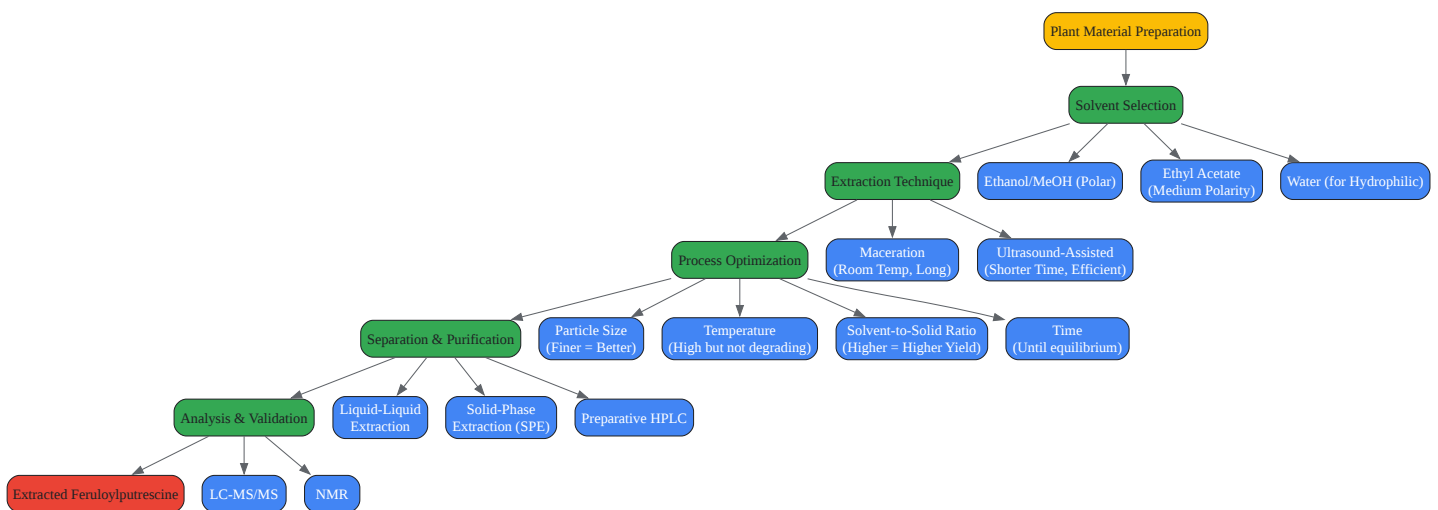 Plant Material Preparation
Solvent Selection
Extraction Technique
Ethanol/MeOH (Polar)
Ethyl Acetate
(Medium Polarity)
Water (for Hydrophilic)
Process Optimization
Maceration
(Room Temp, Long)
Ultrasound-Assisted
(Shorter Time, Efficient)
Separation & Purification
Particle Size
(Finer = Better)
Temperature
(High but not degrading)
Solvent-to-Solid Ratio
(Higher = Higher Yield)
Time
(Until equilibrium)
Analysis & Validation
Liquid-Liquid
Extraction
Solid-Phase
Extraction (SPE)
Preparative HPLC
Extracted Feruloylputrescine
LC-MS/MS
NMR